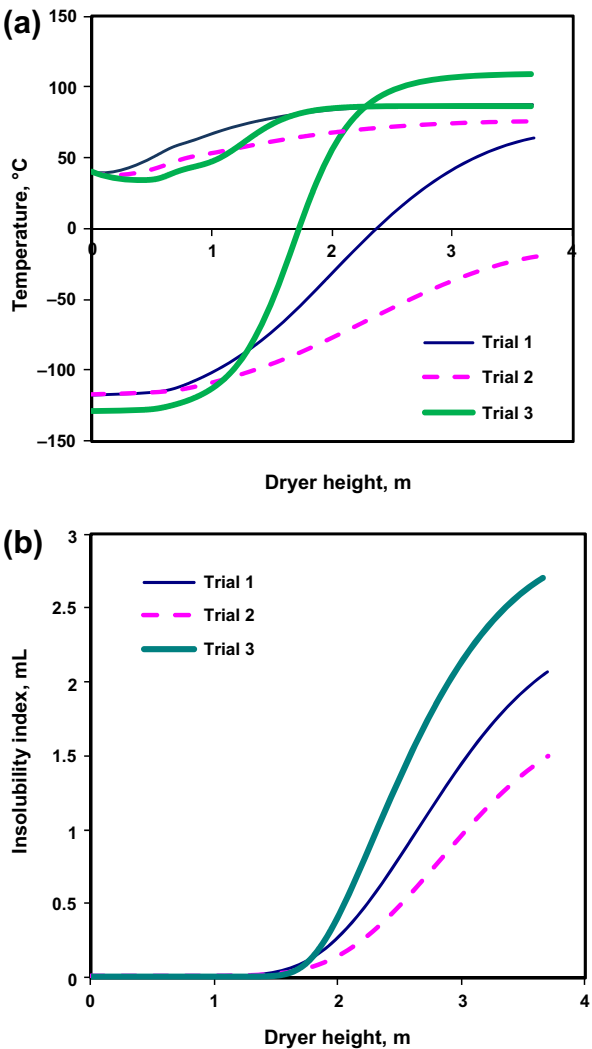 (a)
150
100
50
0
–50
–100
–150
0
1
2
3
4
Temperature, °C
Trial 1
Trial 2
Trial 3
Dryer height, m
(b)
3
2.5
2
1.5
1
0.5
0
0
1
2
3
4
Insolubility index, mL
Trial 1
Trial 2
Trial 3
Dryer height, m